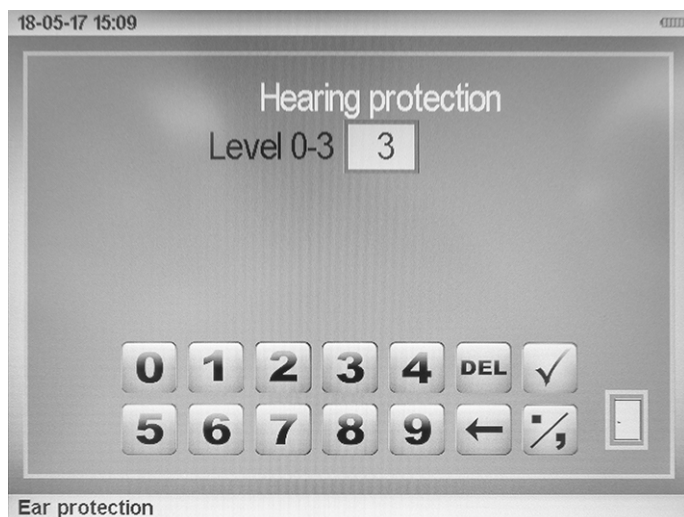 18-05-17 15:09
Hearing protection
Level 0-3 3
0 1 2 3 4 DEL ✓
5 6 7 8 9 ← ./,
Ear protection